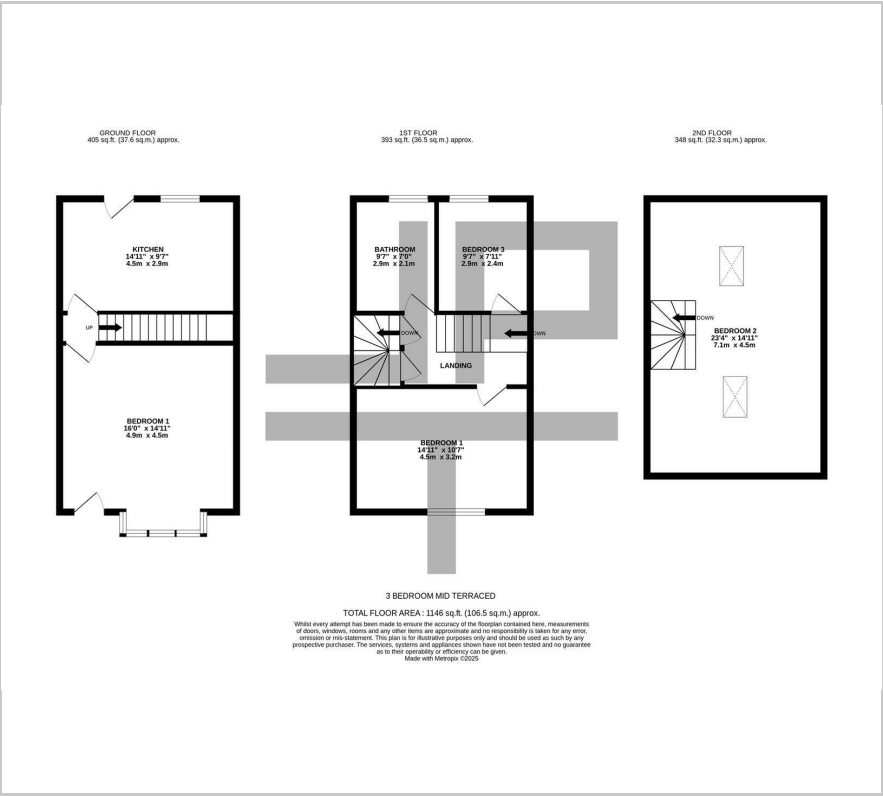 GROUND FLOOR
405 sq.ft. (37.6 sq.m.) approx.
KITCHEN
14'11" x 9'7"
4.5m x 2.9m
UP
BEDROOM 1
16'0" x 14'11"
4.9m x 4.5m
1ST FLOOR
393 sq.ft. (36.5 sq.m.) approx.
BATHROOM
9'7" x 7'0"
2.9m x 2.1m
BEDROOM 3
9'7" x 7'11"
2.9m x 2.4m
DOWN
DOWN
LANDING
BEDROOM 1
14'11" x 10'7"
4.5m x 3.2m
2ND FLOOR
348 sq.ft. (32.3 sq.m.) approx.
DOWN
BEDROOM 2
23'4" x 14'11"
7.1m x 4.5m
3 BEDROOM MID TERRACED
TOTAL FLOOR AREA : 1146 sq.ft. (106.5 sq.m.) approx.
Whilst every attempt has been made to ensure the accuracy of the floorplan contained here, measurements
of doors, windows, rooms and any other items are approximate and no responsibility is taken for any error,
omission or mis-statement. This plan is for illustrative purposes only and should be used as such by any
prospective purchaser. The services, systems and appliances shown have not been tested and no guarantee
as to their operability or efficiency can be given.
Made with Metropix ©2025